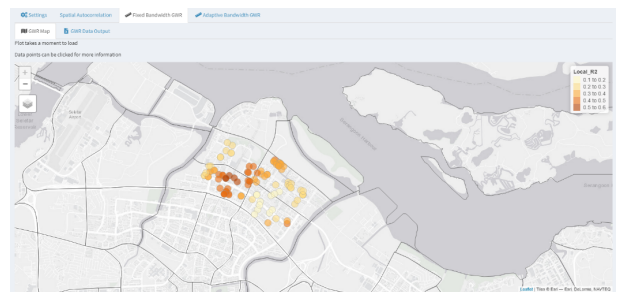 Settings Spatial Autocorrelation Fixed Bandwidth GWR Adaptive Bandwidth GWR
GWR Map GWR Data Output
Plot takes a moment to load
Data points can be clicked for more information
+
−
Local_R2
0.1 to 0.2
0.2 to 0.3
0.3 to 0.4
0.4 to 0.5
0.5 to 0.6
Leaflet | Tiles © Esri — Esri, DeLorme, NAVTEQ